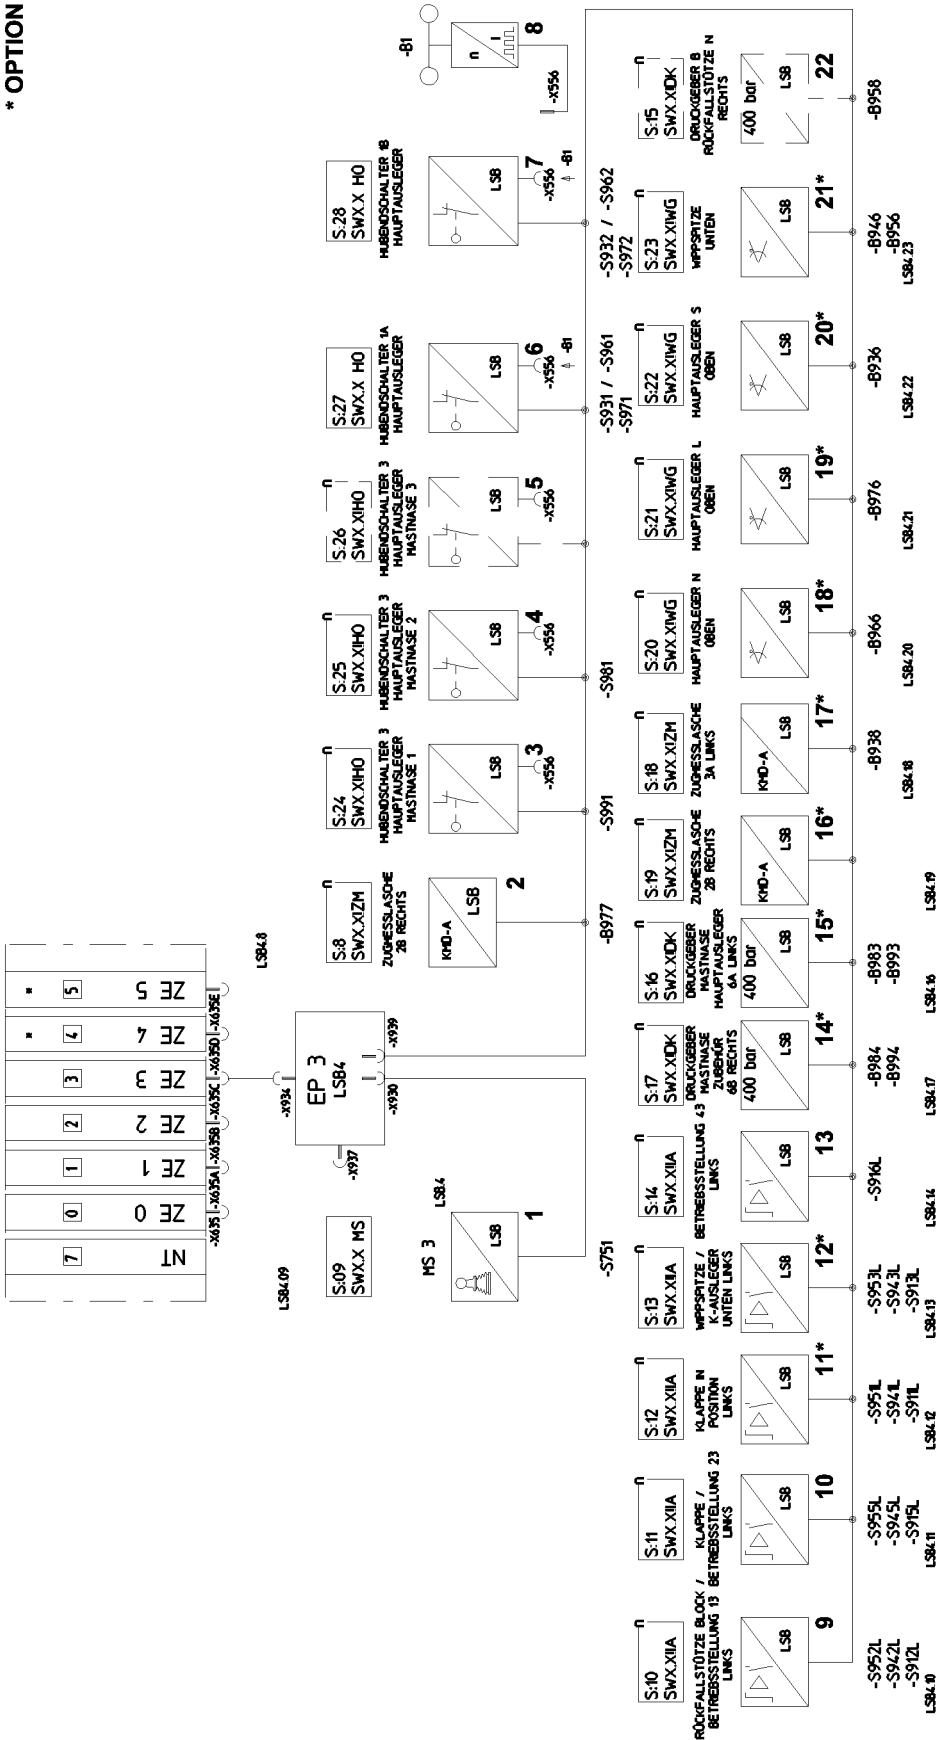 * OPTION
NT
7
ZE 0
0
ZE 1
1
ZE 2
2
ZE 3
3
ZE 4
4
*
ZE 5
5
*
-X635
-X635A
-X635B
-X635C
-X635D
-X635E
LSB4.09
LSB4.8
-X934
EP 3
LSB4
-X937
-X930
-X939
S:09
SWX.X MS
MS 3
LSB.4
LSB
1
-S751
n
S:8
SWX.XIZM
ZUGMESSLASCHE
2B RECHTS
KMD-A
LSB
2
-B977
n
S:24
SWX.XIHO
HUBENDSCHALTER 3
HAUPTAUSLEGER
MASTNASE 1
LSB
3
-X556
-S991
n
S:25
SWX.XIHO
HUBENDSCHALTER 3
HAUPTAUSLEGER
MASTNASE 2
LSB
4
-X556
-S981
n
S:26
SWX.XIHO
HUBENDSCHALTER 3
HAUPTAUSLEGER
MASTNASE 3
LSB
5
-X556
S:27
SWX.X HO
HUBENDSCHALTER 1A
HAUPTAUSLEGER
LSB
6
-X556
-B1
-S931 / -S961
-S971
S:28
SWX.X HO
HUBENDSCHALTER 1B
HAUPTAUSLEGER
LSB
7
-X556
-B1
-S932 / -S962
-S972
-B1
n
I
8
-X556
n
S:10
SWX.XIIA
RÜCKFALLSTÜTZE BLOCK /
BETRIEBSSTELLUNG 13
LINKS
LSB
9
-S952L
-S942L
-S912L
LSB4.10
n
S:11
SWX.XIIA
KLAPPE /
BETRIEBSSTELLUNG 23
LINKS
LSB
10
-S955L
-S945L
-S915L
LSB4.11
n
S:12
SWX.XIIA
KLAPPE IN
POSITION
LINKS
LSB
11*
-S951L
-S941L
-S911L
LSB4.12
n
S:13
SWX.XIIA
WIPPSPITZE /
K-AUSLEGER
UNTEN LINKS
LSB
12*
-S953L
-S943L
-S913L
LSB4.13
n
S:14
SWX.XIIA
BETRIEBSSTELLUNG 43
LINKS
LSB
13
-S916L
LSB4.14
n
S:17
SWX.XIDK
DRUCKGEBER
MASTNASE
ZUBEHÖR
6B RECHTS
400 bar
LSB
14*
-B984
-B994
LSB4.17
n
S:16
SWX.XIDK
DRUCKGEBER
MASTNASE
HAUPTAUSLEGER
6A LINKS
400 bar
LSB
15*
-B983
-B993
LSB4.16
n
S:19
SWX.XIZM
ZUGMESSLASCHE
2B RECHTS
KMD-A
LSB
16*
LSB4.19
n
S:18
SWX.XIZM
ZUGMESSLASCHE
3A LINKS
KMD-A
LSB
17*
-B938
LSB4.18
n
S:20
SWX.XIWG
HAUPTAUSLEGER N
OBEN
LSB
18*
-B966
LSB4.20
n
S:21
SWX.XIWG
HAUPTAUSLEGER L
OBEN
LSB
19*
-B976
LSB4.21
n
S:22
SWX.XIWG
HAUPTAUSLEGER S
OBEN
LSB
20*
-B936
LSB4.22
n
S:23
SWX.XIWG
WIPPSPITZE
UNTEN
LSB
21*
-B946
-B956
LSB4.23
n
S:15
SWX.XIDK
DRUCKGEBER B
RÜCKFALLSTÜTZE N
RECHTS
400 bar
LSB
22
-B958